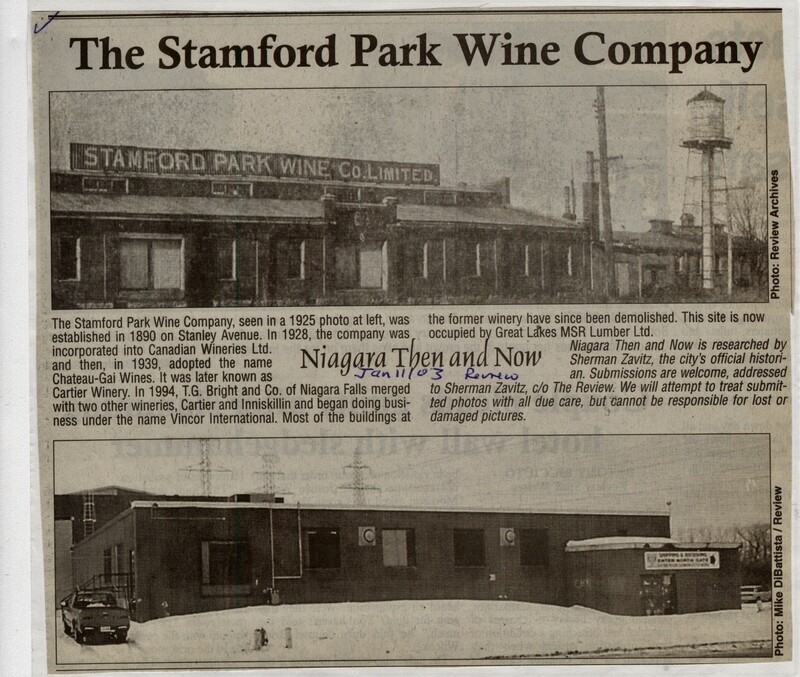 The Stamford Park Wine Company
STAMFORD PARK WINE CO. LIMITED
Photo: Review Archives
The Stamford Park Wine Company, seen in a 1925 photo at left, was
established in 1890 on Stanley Avenue. In 1928, the company was
incorporated into Canadian Wineries Ltd.
and then, in 1939, adopted the name
Chateau-Gai Wines. It was later known as
Cartier Winery. In 1994, T.G. Bright and Co. of Niagara Falls merged
with two other wineries, Cartier and Inniskillin and began doing busi-
ness under the name Vincor International. Most of the buildings at
Niagara Then and Now
Jan 11/03 Review
the former winery have since been demolished. This site is now
occupied by Great Lakes MSR Lumber Ltd.
Niagara Then and Now is researched by
Sherman Zavitz, the city's official histori-
an. Submissions are welcome, addressed
to Sherman Zavitz, c/o The Review. We will attempt to treat submit-
ted photos with all due care, but cannot be responsible for lost or
damaged pictures.
SHIPPING & RECEIVING
ENTER NORTH GATE
Photo: Mike DiBattista / Review